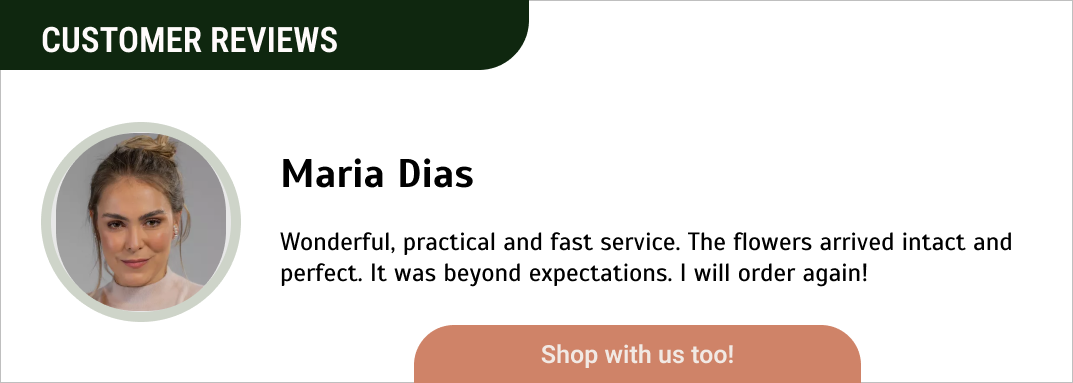 CUSTOMER REVIEWS
Maria Dias
Wonderful, practical and fast service. The flowers arrived intact and
perfect. It was beyond expectations. I will order again!
Shop with us too!